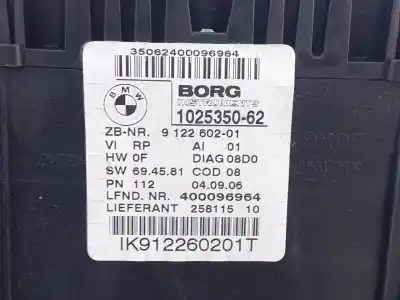 35062400096964
BMW
BORG
INSTRUMENTS
1025350-62
ZB-NR. 9 122 602-01
VI RP AI 01
HW 0F DIAG 08D0
SW 69.45.81 COD 08
PN 112 04.09.06
LFND. NR. 400096964
LIEFERANT 258115 10
IK912260201T